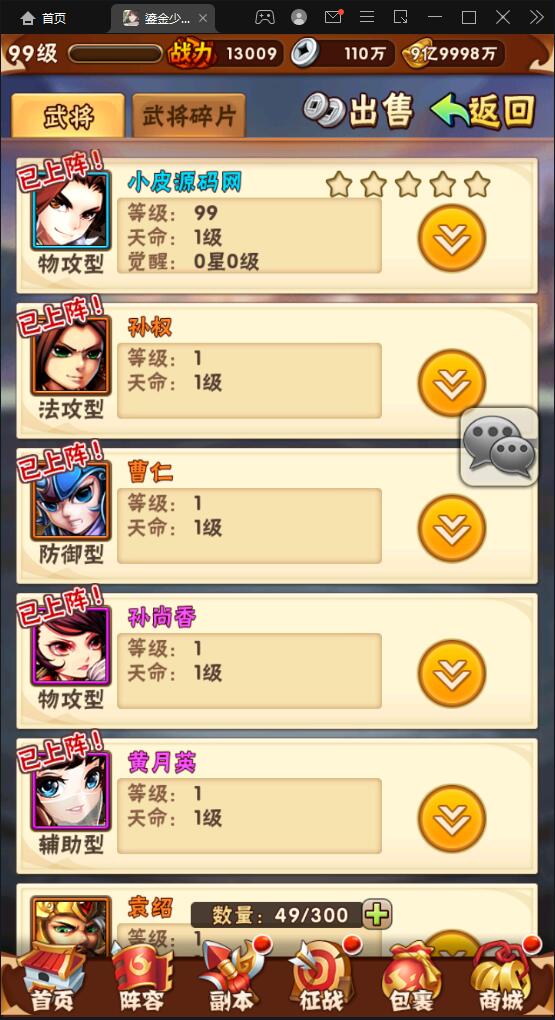 首页
鎏金少...
99级
战力 13009
110万
91亿9998万
武将
武将碎片
出售
返回
已上阵！
小皮源码网
等级： 99
天命： 1级
觉醒： 0星0级
物攻型
已上阵！
孙权
等级： 1
天命： 1级
法攻型
已上阵！
曹仁
等级： 1
天命： 1级
防御型
已上阵！
孙尚香
等级： 1
天命： 1级
物攻型
已上阵！
黄月英
等级： 1
天命： 1级
辅助型
袁绍
等级： 1
数量：49/300
首页
阵容
副本
征战
包裹
商城